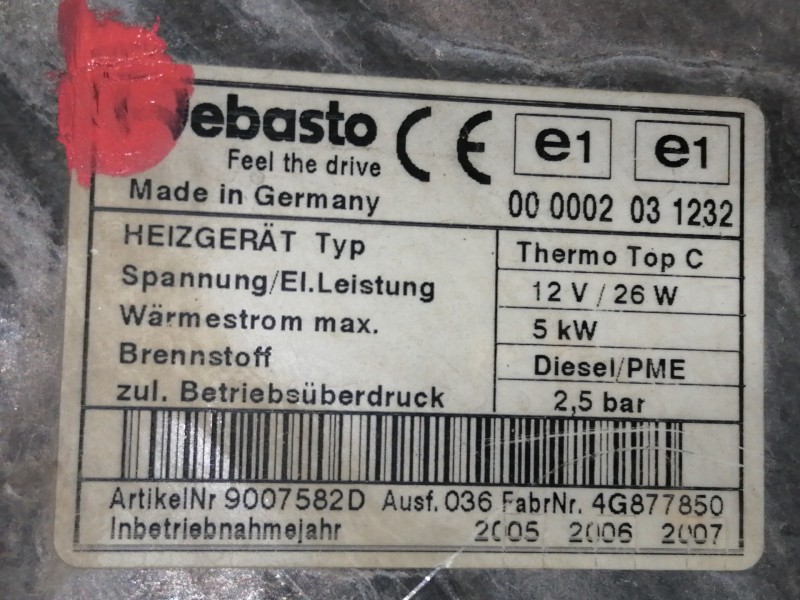 ebasto
Feel the drive
Made in Germany
CE e1 e1
00 0002 03 1232
HEIZGERÄT Typ Thermo Top C
Spannung/El.Leistung 12 V / 26 W
Wärmestrom max. 5 kW
Brennstoff Diesel/PME
zul. Betriebsüberdruck 2,5 bar
ArtikelNr 9007582D Ausf. 036 FabrNr. 4G877850
Inbetriebnahmejahr 2005 2006 2007